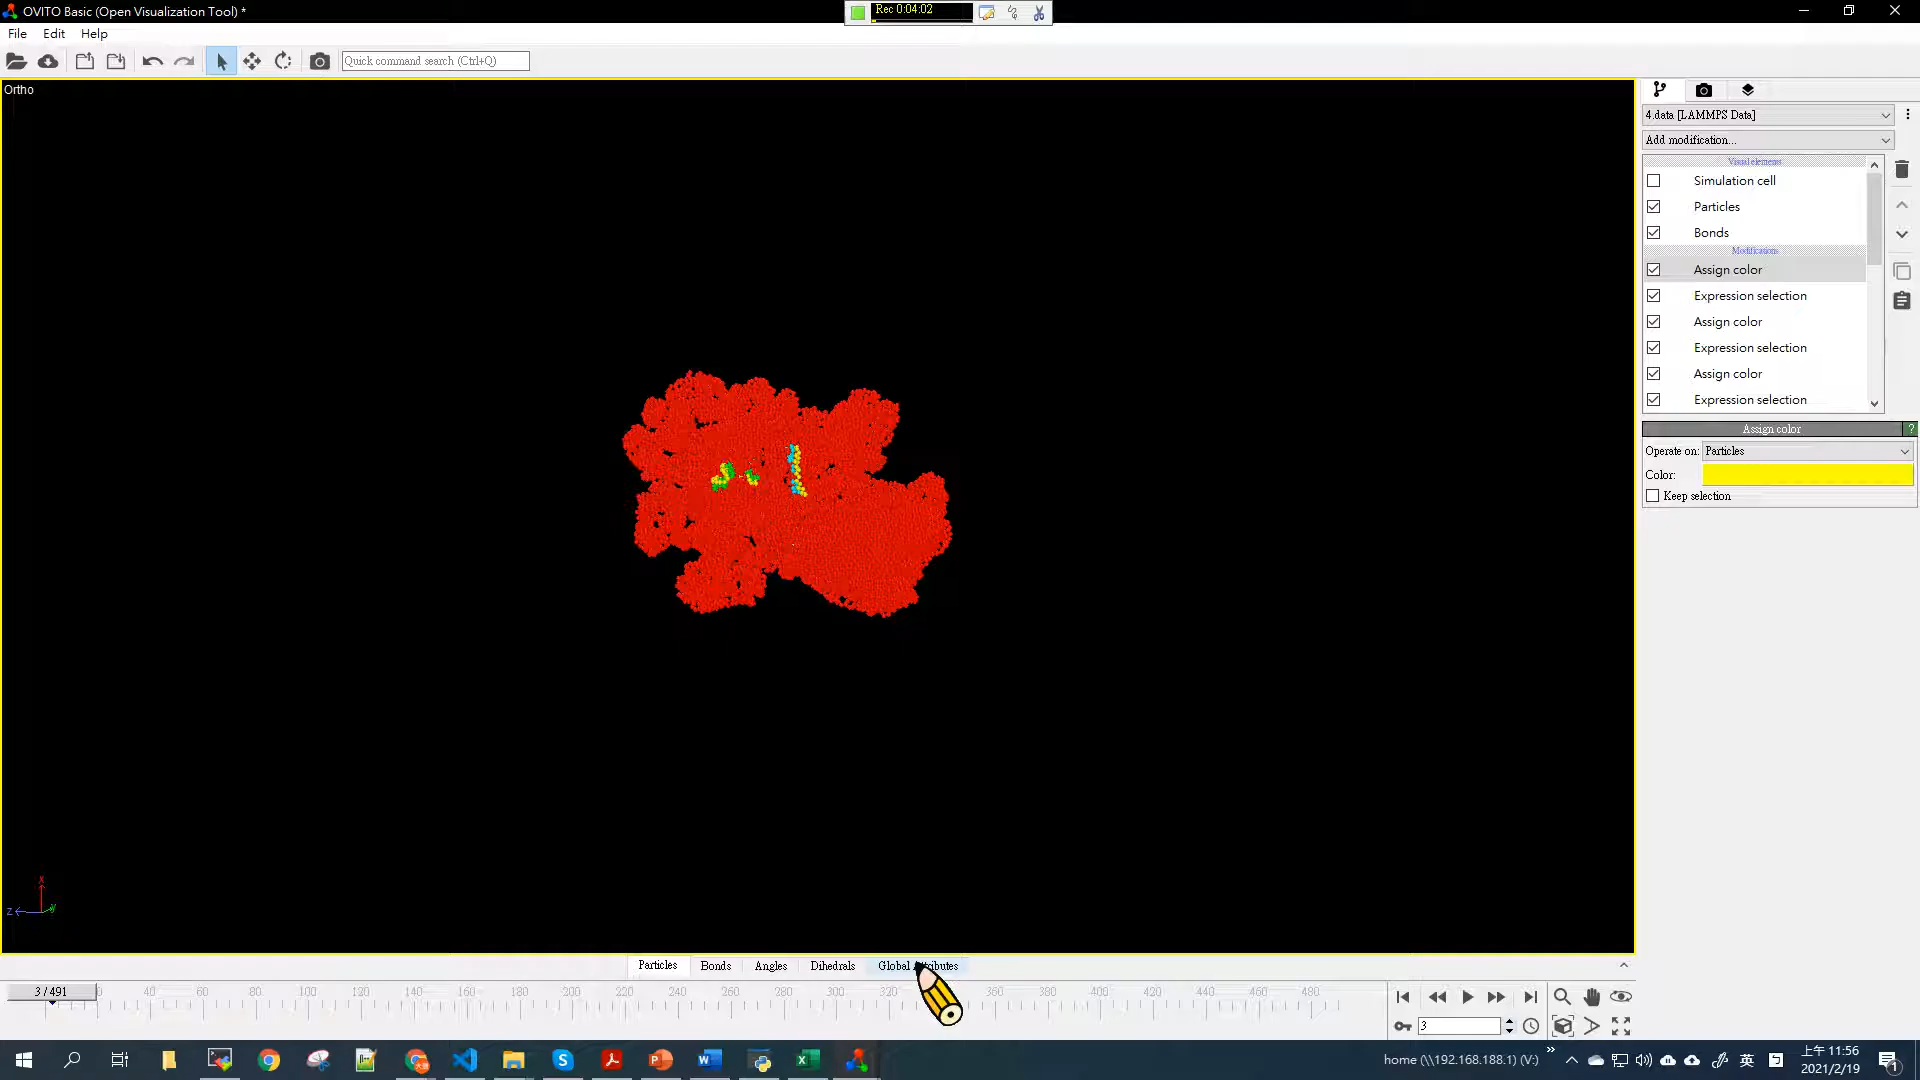 OVITO Basic (Open Visualization Tool) *
Rec 0:04:02
File Edit Help
Quick command search (Ctrl+Q)
Ortho
4.data [LAMMPS Data]
Add modification...
Visual elements
Simulation cell
Particles
Bonds
Modifications
Assign color
Expression selection
Assign color
Expression selection
Assign color
Expression selection
Assign color
?
Operate on: Particles
Color:
Keep selection
x
z
y
Particles Bonds Angles Dihedrals Global Attributes
3 / 491
40 60 80 100 120 140 160 180 200 220 240 260 280 300 320 360 380 400 420 440 460 480
3
home (\\192.168.188.1) (V:)
英
上午 11:56
2021/2/19
1